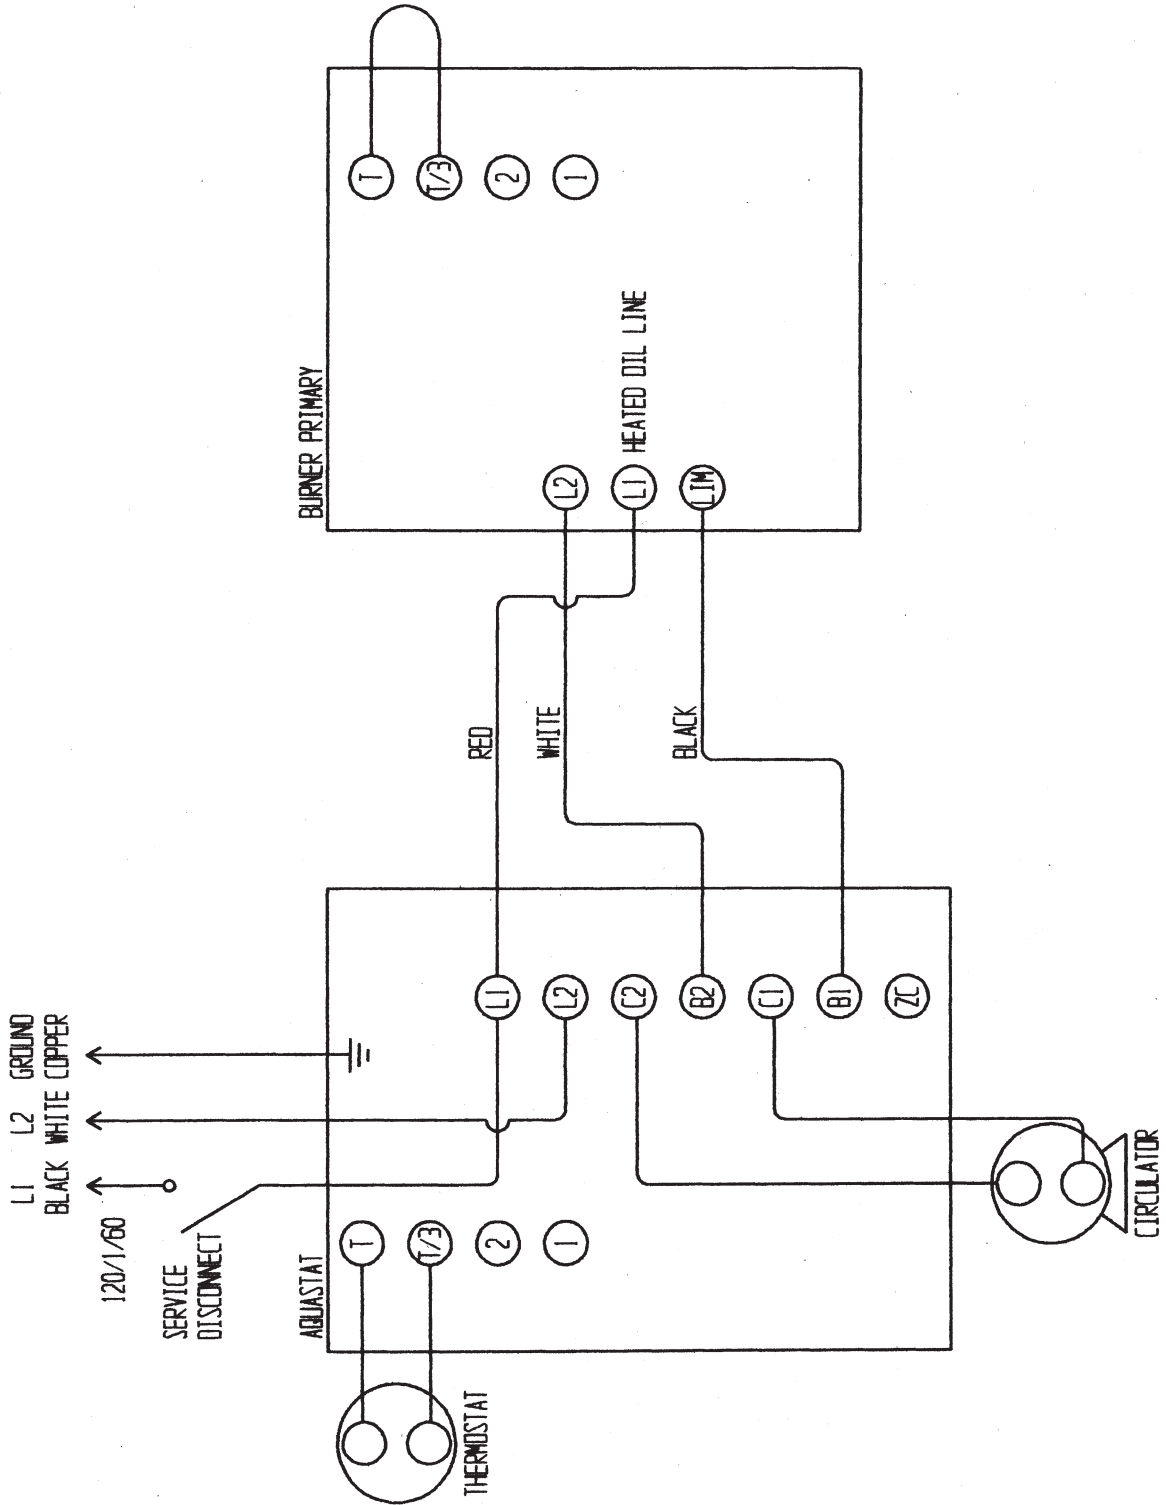 L1 L2 GROUND
BLACK WHITE COPPER
120/1/60
SERVICE
DISCONNECT
AQUASTAT
T
T/3
2
1
THERMOSTAT
L1
L2
C2
B2
C1
B1
ZC
CIRCULATOR
RED
WHITE
BLACK
BURNER PRIMARY
L2
L1 HEATED OIL LINE
LIM
T
T/3
2
1